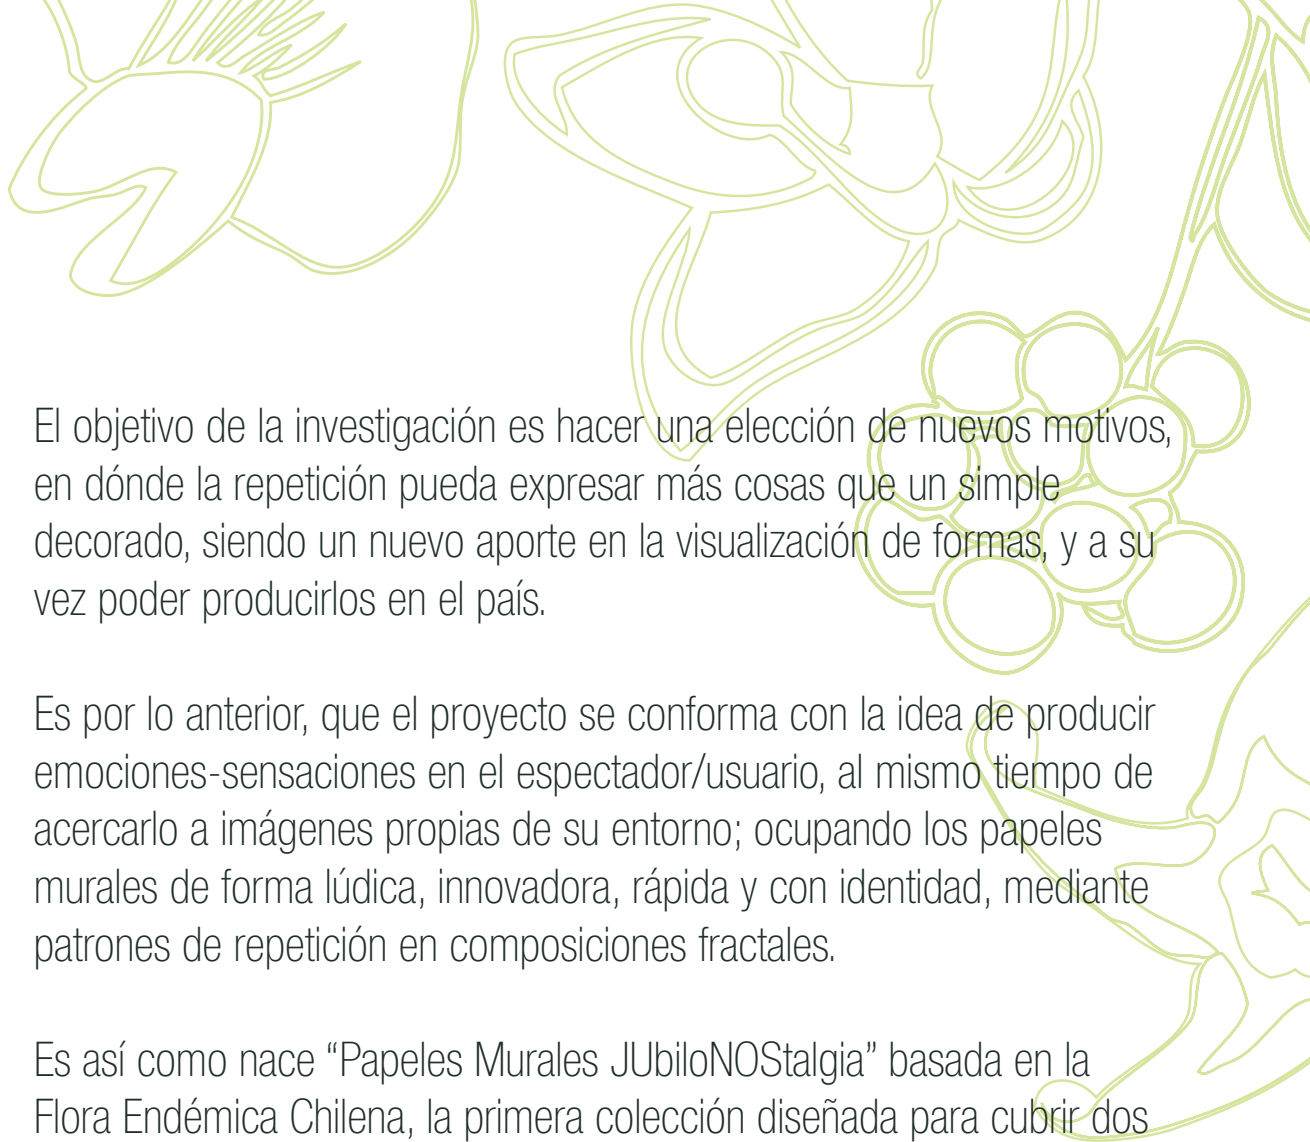 El objetivo de la investigación es hacer una elección de nuevos motivos,
en dónde la repetición pueda expresar más cosas que un simple
decorado, siendo un nuevo aporte en la visualización de formas, y a su
vez poder producirlos en el país.
Es por lo anterior, que el proyecto se conforma con la idea de producir
emociones-sensaciones en el espectador/usuario, al mismo tiempo de
acercarlo a imágenes propias de su entorno; ocupando los papeles
murales de forma lúdica, innovadora, rápida y con identidad, mediante
patrones de repetición en composiciones fractales.
Es así como nace “Papeles Murales JUbiloNOStalgia” basada en la
Flora Endémica Chilena, la primera colección diseñada para cubrir dos